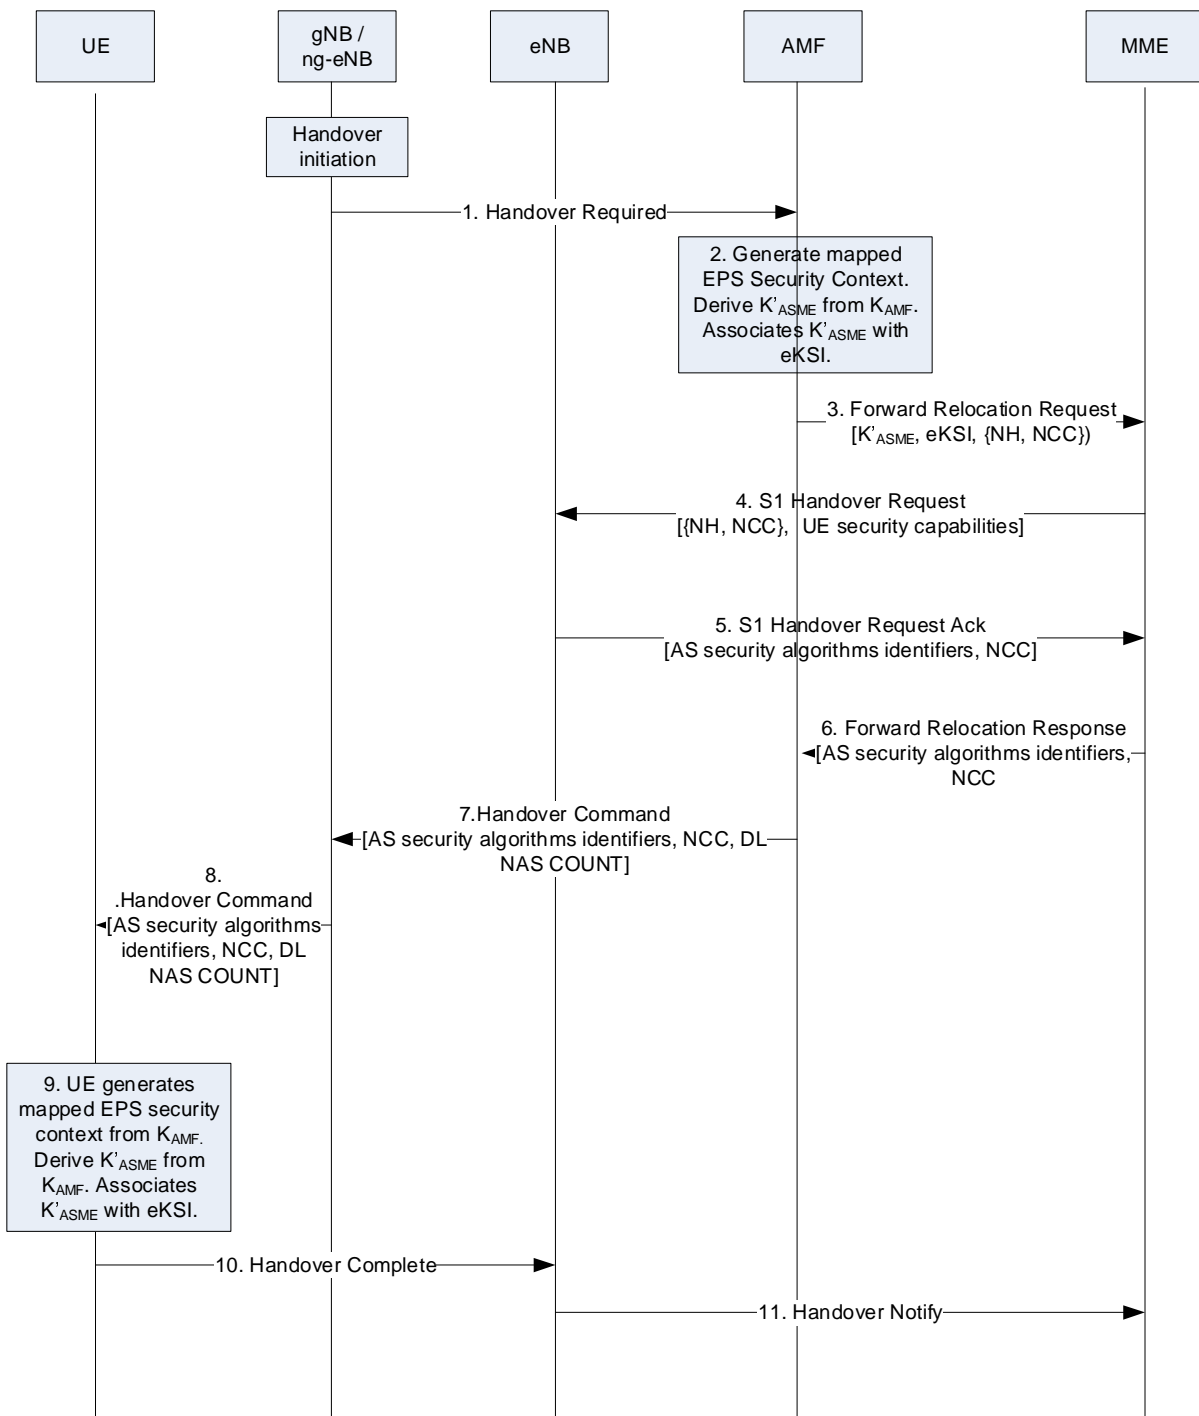 UE
gNB /
ng-eNB
eNB
AMF
MME
Handover
initiation
1. Handover Required
2. Generate mapped
EPS Security Context.
Derive K'ASME from KAMF.
Associates K'ASME with
eKSI.
3. Forward Relocation Request
[K'ASME, eKSI, {NH, NCC})
4. S1 Handover Request
[{NH, NCC}, UE security capabilities]
5. S1 Handover Request Ack
[AS security algorithms identifiers, NCC]
6. Forward Relocation Response
[AS security algorithms identifiers,
NCC
7.Handover Command
[AS security algorithms identifiers, NCC, DL
NAS COUNT]
8.
.Handover Command
[AS security algorithms
identifiers, NCC, DL
NAS COUNT]
9. UE generates
mapped EPS security
context from KAMF.
Derive K'ASME from
KAMF. Associates
K'ASME with eKSI.
10. Handover Complete
11. Handover Notify